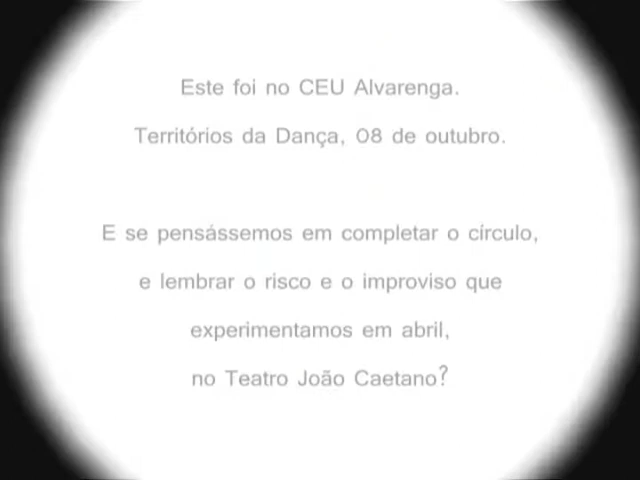 Este foi no CEU Alvarenga.
Territórios da Dança, 08 de outubro.
E se pensássemos em completar o círculo,
e lembrar o risco e o improviso que
experimentamos em abril,
no Teatro João Caetano?